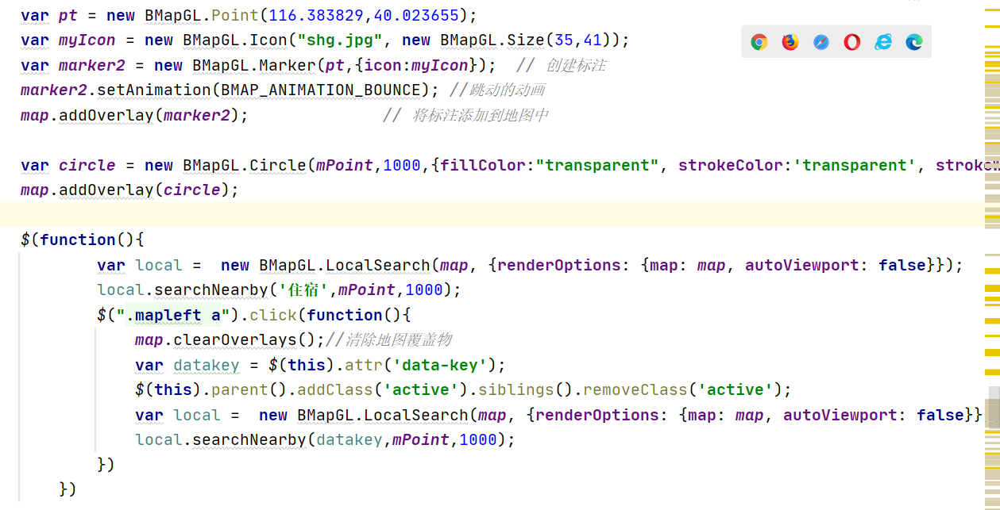 var pt = new BMapGL.Point(116.383829,40.023655);
var myIcon = new BMapGL.Icon("shg.jpg", new BMapGL.Size(35,41));
var marker2 = new BMapGL.Marker(pt,{icon:myIcon});  // 创建标注
marker2.setAnimation(BMAP_ANIMATION_BOUNCE); //跳动的动画
map.addOverlay(marker2);              // 将标注添加到地图中
var circle = new BMapGL.Circle(mPoint,1000,{fillColor:"transparent", strokeColor:'transparent', stroke
map.addOverlay(circle);
$(function(){
var local =  new BMapGL.LocalSearch(map, {renderOptions: {map: map, autoViewport: false}});
local.searchNearby('住宿',mPoint,1000);
$(".mapleft a").click(function(){
map.clearOverlays();//清除地图覆盖物
var datakey = $(this).attr('data-key');
$(this).parent().addClass('active').siblings().removeClass('active');
var local =  new BMapGL.LocalSearch(map, {renderOptions: {map: map, autoViewport: false}}
local.searchNearby(datakey,mPoint,1000);
})
})